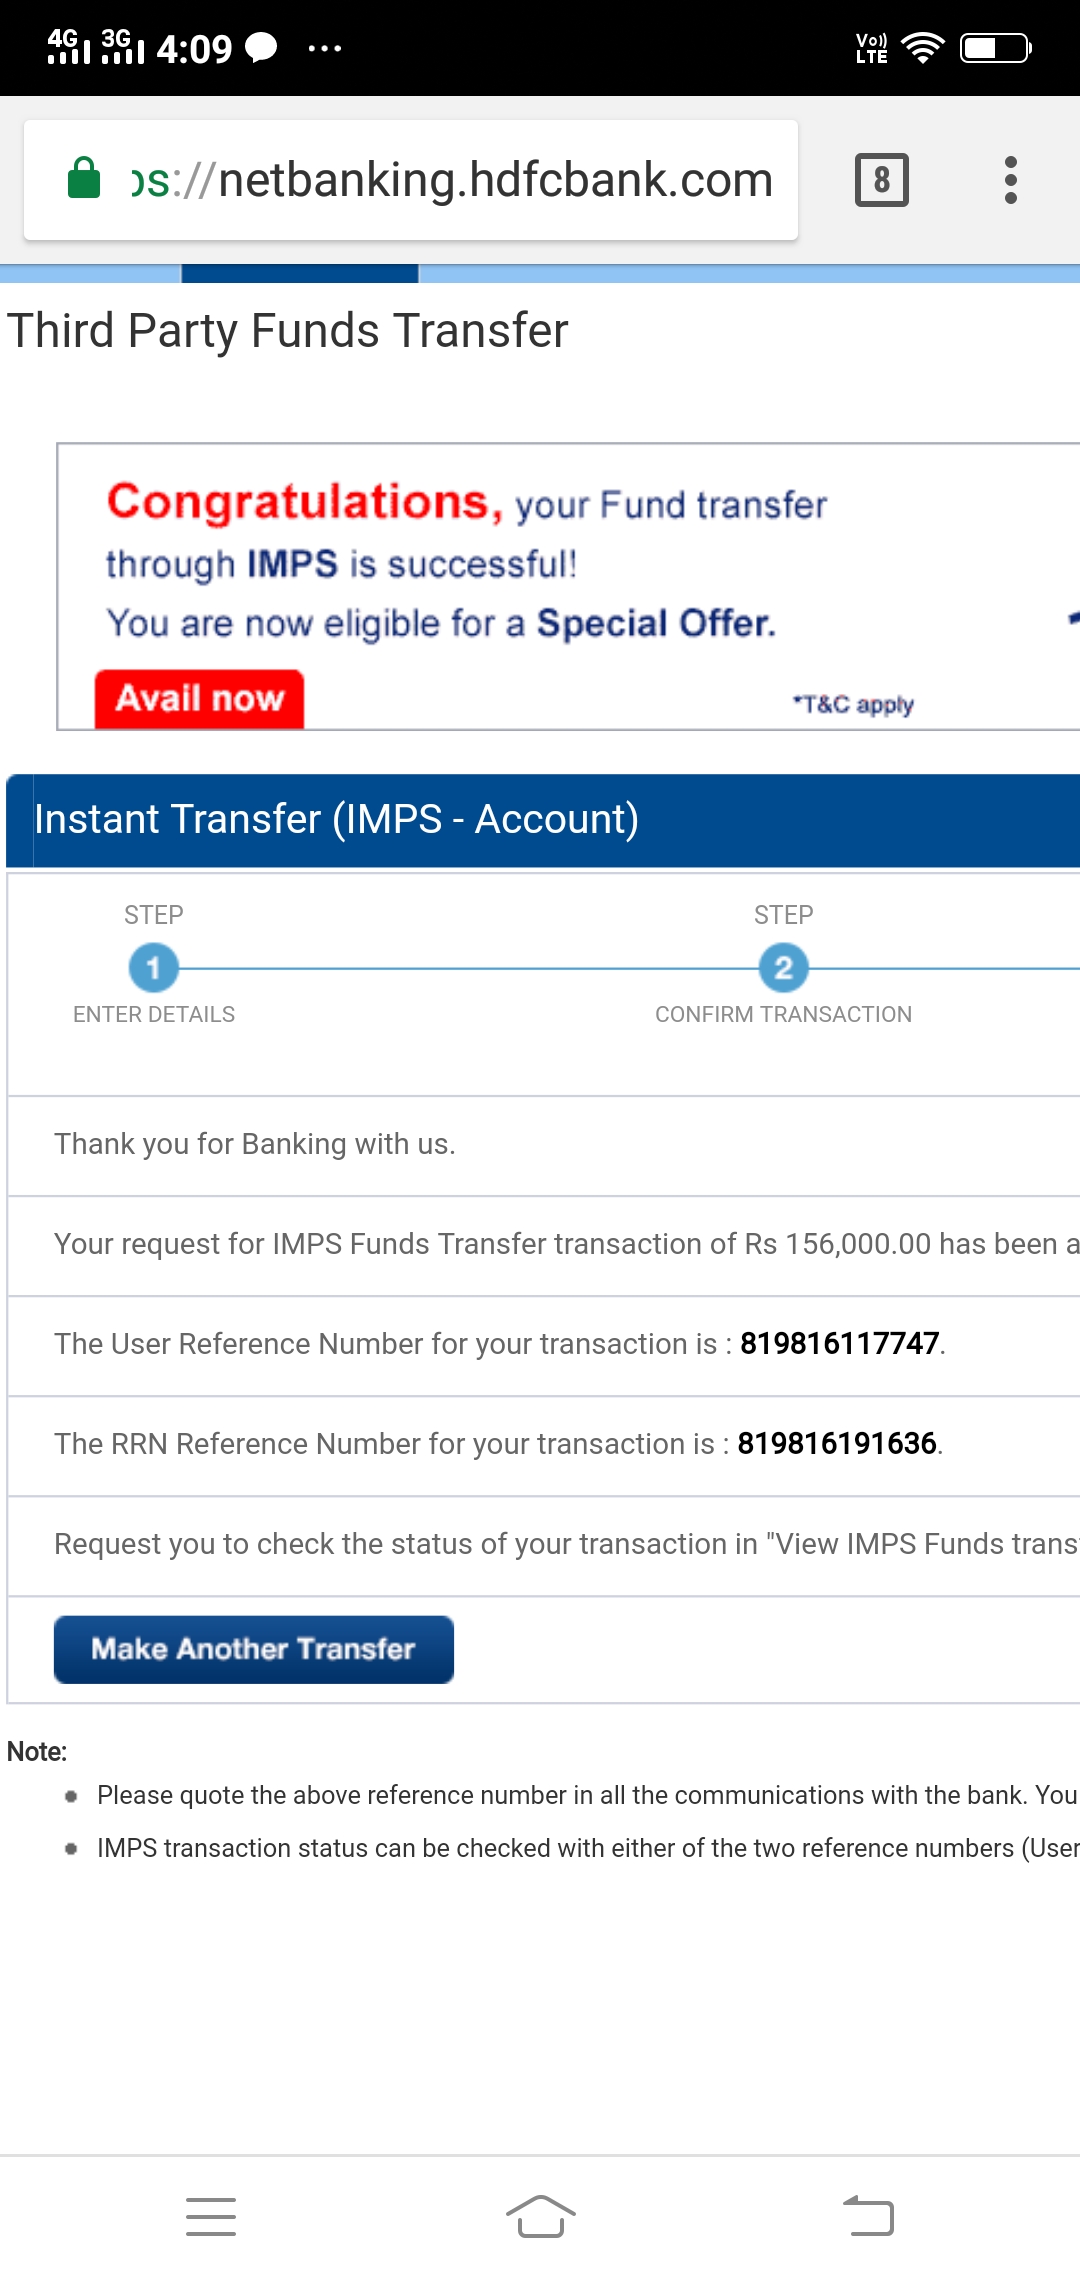 4G 3G 4:09 ... Vo)) LTE
ps://netbanking.hdfcbank.com 8
Third Party Funds Transfer
Congratulations, your Fund transfer
through IMPS is successful!
You are now eligible for a Special Offer.
Avail now
*T&C apply
Instant Transfer (IMPS - Account)
STEP STEP
1 2
ENTER DETAILS CONFIRM TRANSACTION
Thank you for Banking with us.
Your request for IMPS Funds Transfer transaction of Rs 156,000.00 has been a
The User Reference Number for your transaction is : 819816117747.
The RRN Reference Number for your transaction is : 819816191636.
Request you to check the status of your transaction in "View IMPS Funds trans
Make Another Transfer
Note:
Please quote the above reference number in all the communications with the bank. You
IMPS transaction status can be checked with either of the two reference numbers (User